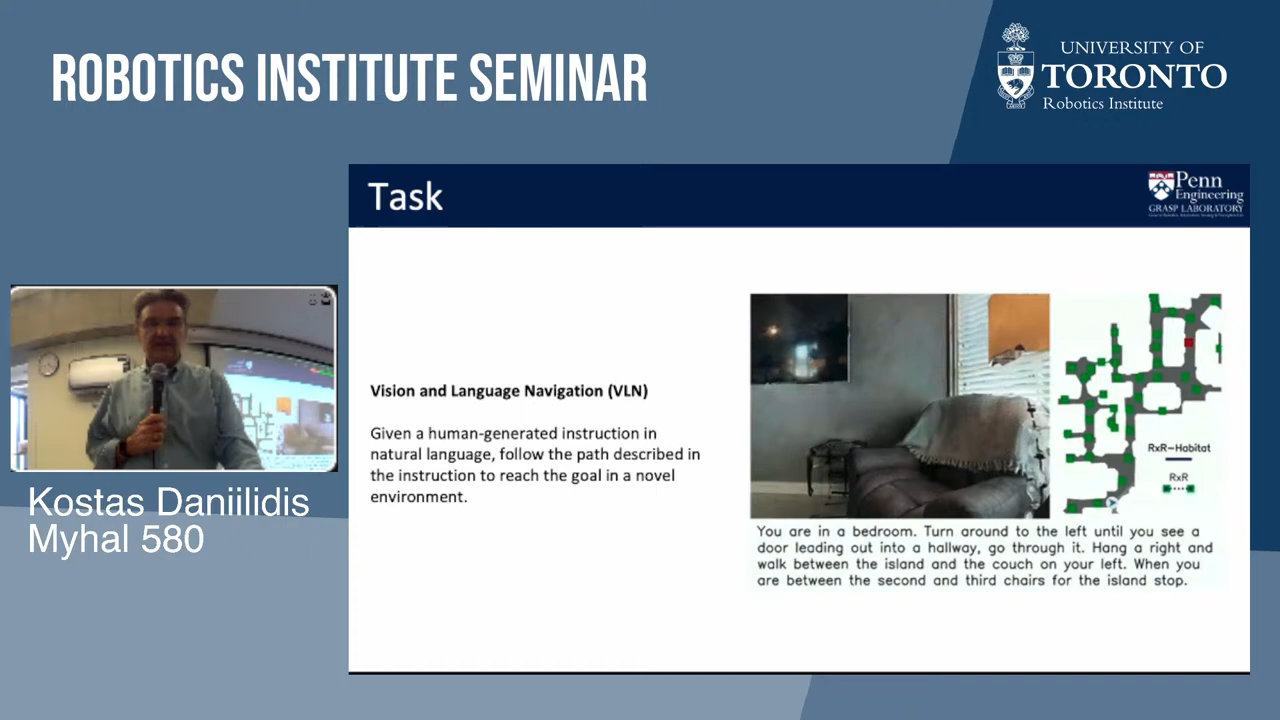 ROBOTICS INSTITUTE SEMINAR
UNIVERSITY OF
TORONTO
Robotics Institute
Task
Penn
Engineering
GRASP LABORATORY
Vision and Language Navigation (VLN)
Given a human-generated instruction in
natural language, follow the path described in
the instruction to reach the goal in a novel
environment.
RxR-Habitat
RxR
You are in a bedroom. Turn around to the left until you see a
door leading out into a hallway, go through it. Hang a right and
walk between the island and the couch on your left. When you
are between the second and third chairs for the island stop.
Kostas Daniilidis
Myhal 580